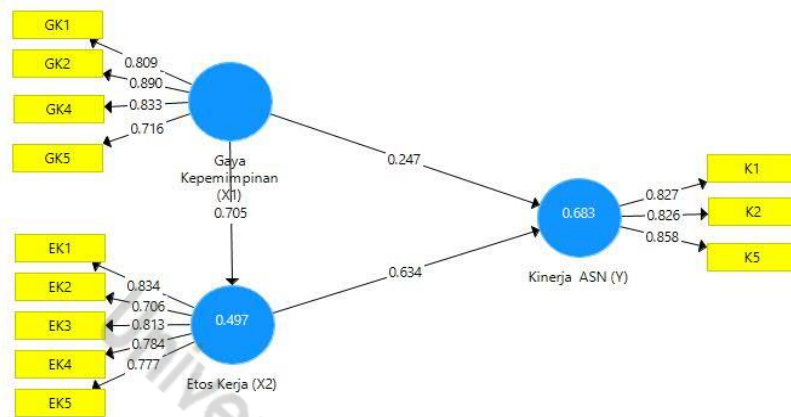 GK1
GK2
GK4
GK5
0.809
0.890
0.833
0.716
Gaya
Kepemimpinan
(X1)
0.705
0.247
0.634
EK1
EK2
EK3
EK4
EK5
0.834
0.706
0.813
0.784
0.777
0.497
Etos Kerja (X2)
0.683
Kinerja ASN (Y)
0.827
0.826
0.858
K1
K2
K5